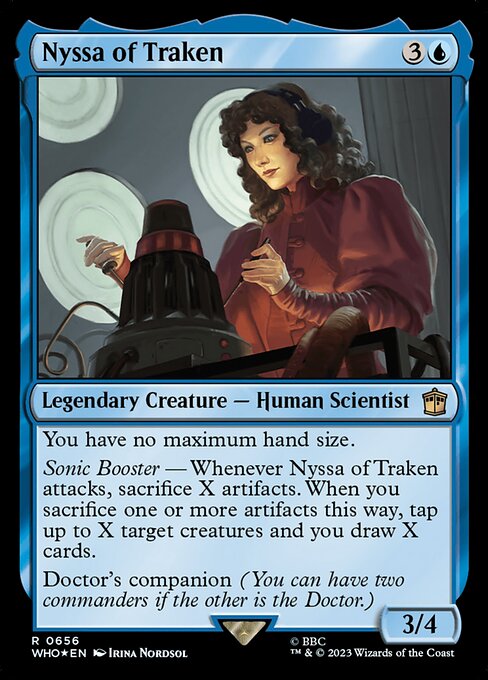 Nyssa of Traken 3
Legendary Creature — Human Scientist
You have no maximum hand size.
Sonic Booster — Whenever Nyssa of Traken
attacks, sacrifice X artifacts. When you
sacrifice one or more artifacts this way, tap
up to X target creatures and you draw X
cards.
Doctor's companion (You can have two
commanders if the other is the Doctor.)
3/4
R 0656
WHO★EN Irina Nordsol
© BBC
™ & © 2023 Wizards of the Coast